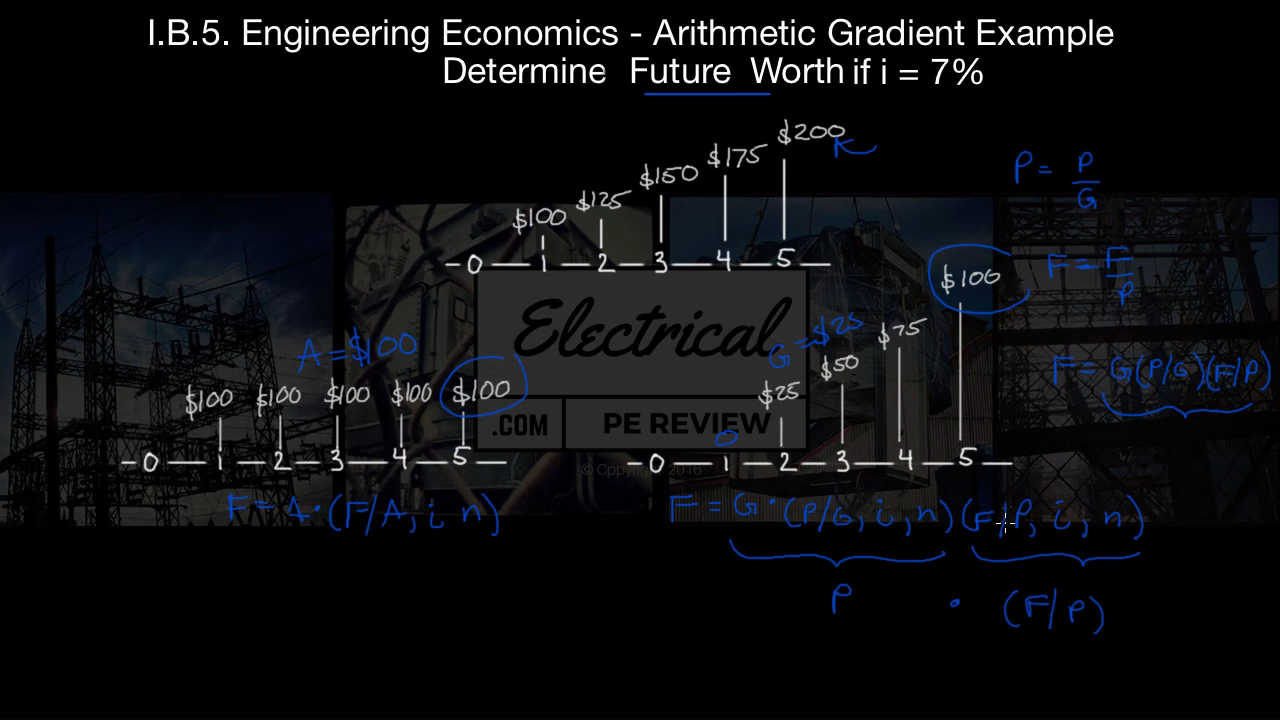 I.B.5. Engineering Economics - Arithmetic Gradient Example
Determine Future Worth if i = 7%
$100 $125 $150 $175 $200
0 1 2 3 4 5
P = P/G
F = F/P
F = G(P/G)(F/P)
Electrical
.COM PE REVIEW
A = $100
$100 $100 $100 $100 $100
0 1 2 3 4 5
F = A · (F/A, i n)
G = $25
0 $25 $50 $75 $100
0 1 2 3 4 5
© Copyright 2016
F = G · (P/G, i, n)(F/P, i, n)
P · (F/P)